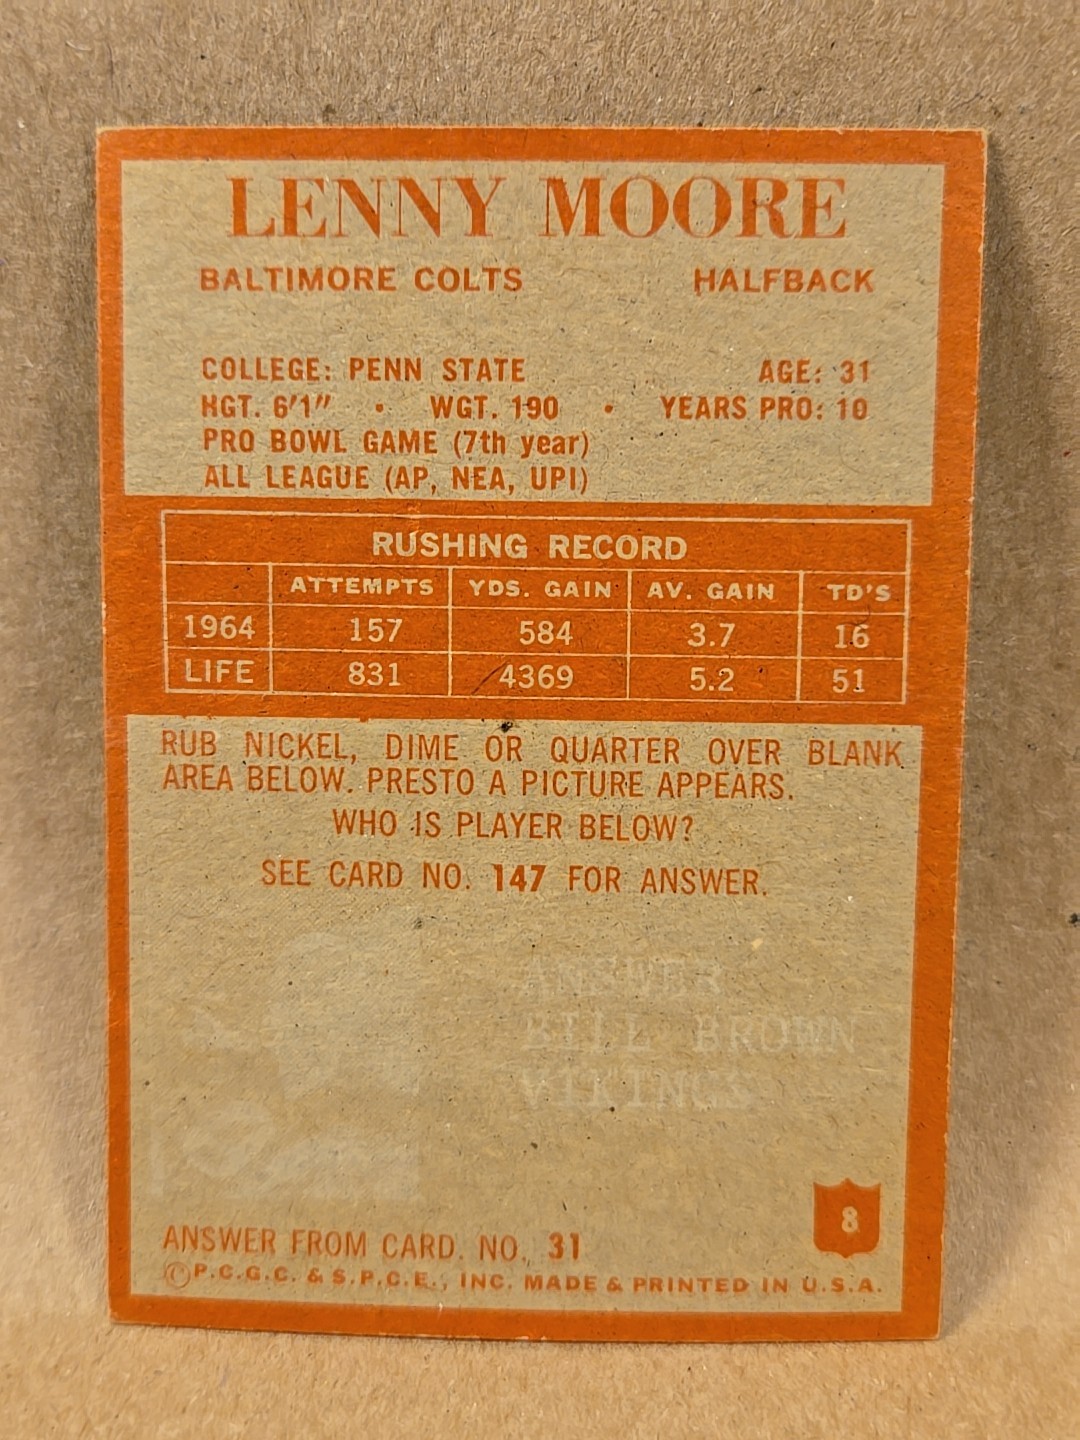 LENNY MOORE
BALTIMORE COLTS HALFBACK
COLLEGE: PENN STATE AGE: 31
HGT. 6'1" • WGT. 190 • YEARS PRO: 10
PRO BOWL GAME (7th year)
ALL LEAGUE (AP, NEA, UPI)
RUSHING RECORD
ATTEMPTS YDS. GAIN AV. GAIN TD'S
1964 157 584 3.7 16
LIFE 831 4369 5.2 51
RUB NICKEL, DIME OR QUARTER OVER BLANK
AREA BELOW. PRESTO A PICTURE APPEARS.
WHO IS PLAYER BELOW?
SEE CARD NO. 147 FOR ANSWER.
ANSWER
BILL BROWN
VIKINGS
8
ANSWER FROM CARD. NO. 31
©P.C.G.C. & S.P.C.E., INC. MADE & PRINTED IN U.S.A.